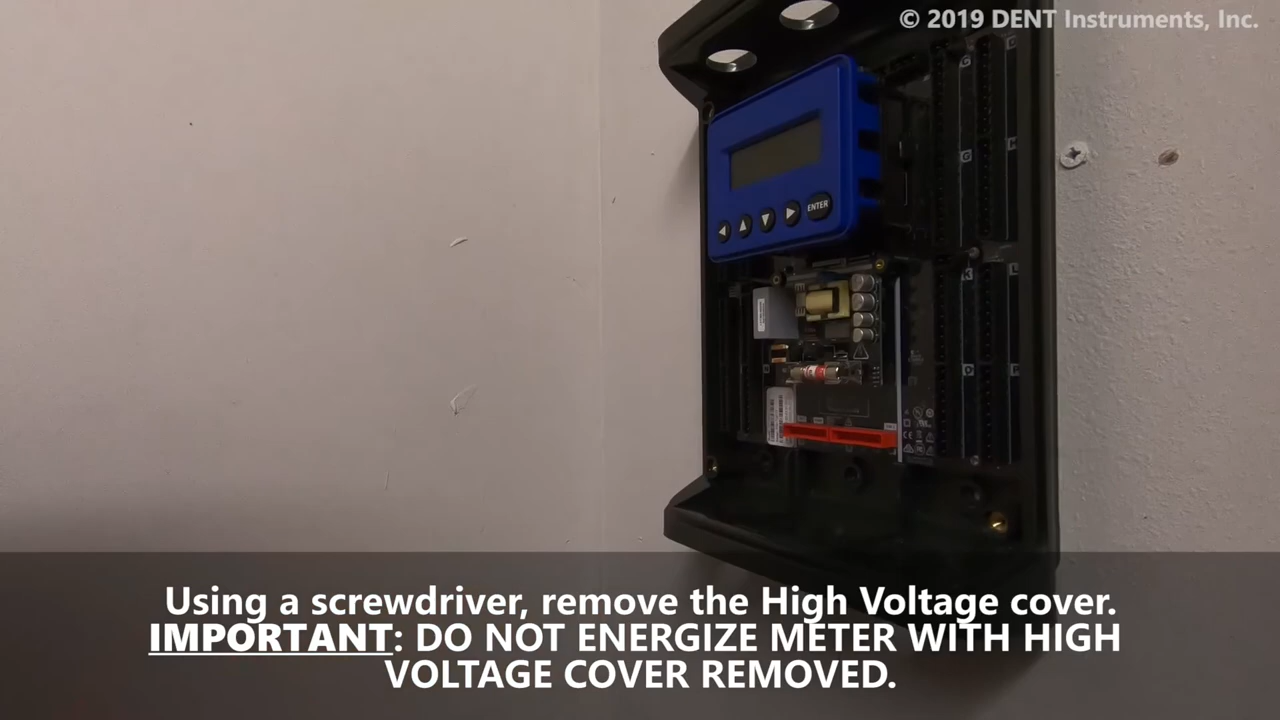 © 2019 DENT Instruments, Inc.
G
ENTER
Using a screwdriver, remove the High Voltage cover.
IMPORTANT: DO NOT ENERGIZE METER WITH HIGH
VOLTAGE COVER REMOVED.